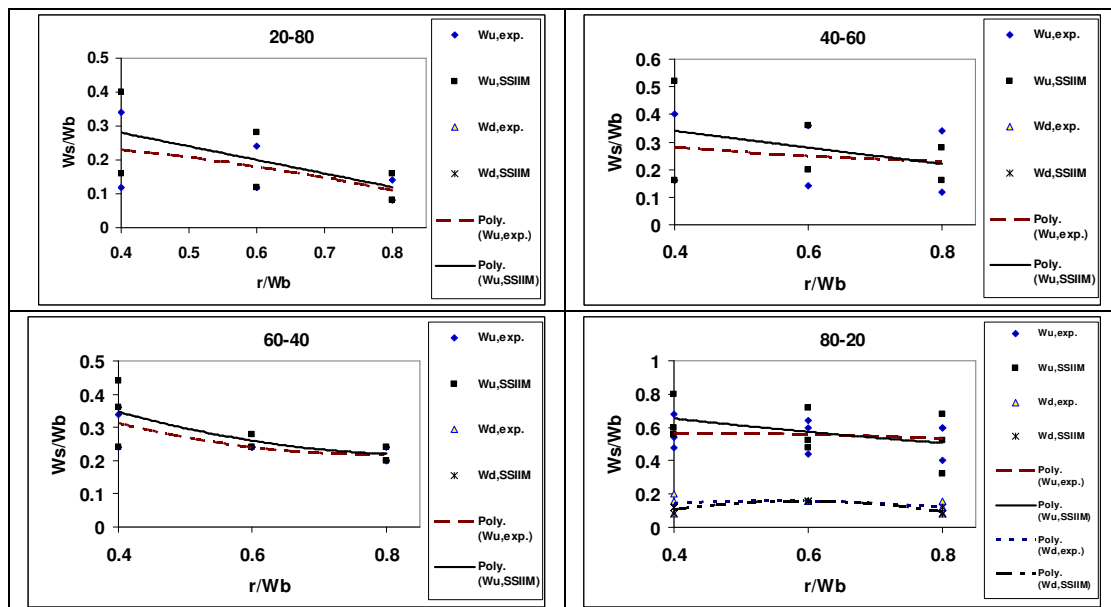 20-80
Ws/Wb
0.5
0.4
0.3
0.2
0.1
0
0.4
0.5
0.6
0.7
0.8
r/Wb
Wu,exp.
Wu,SSIIM
Wd,exp.
Wd,SSIIM
Poly.
(Wu,exp.)
Poly.
(Wu,SSIIM)
40-60
Ws/Wb
0.6
0.5
0.4
0.3
0.2
0.1
0
0.4
0.6
0.8
r/Wb
Wu,exp.
Wu,SSIIM
Wd,exp.
Wd,SSIIM
Poly.
(Wu,exp.)
Poly.
(Wu,SSIIM)
60-40
Ws/Wb
0.5
0.4
0.3
0.2
0.1
0
0.4
0.6
0.8
r/Wb
Wu,exp.
Wu,SSIIM
Wd,exp.
Wd,SSIIM
Poly.
(Wu,exp.)
Poly.
(Wu,SSIIM)
80-20
Ws/Wb
1
0.8
0.6
0.4
0.2
0
0.4
0.6
0.8
r/Wb
Wu,exp.
Wu,SSIIM
Wd,exp.
Wd,SSIIM
Poly.
(Wu,exp.)
Poly.
(Wu,SSIIM)
Poly.
(Wd,exp.)
Poly.
(Wd,SSIIM)